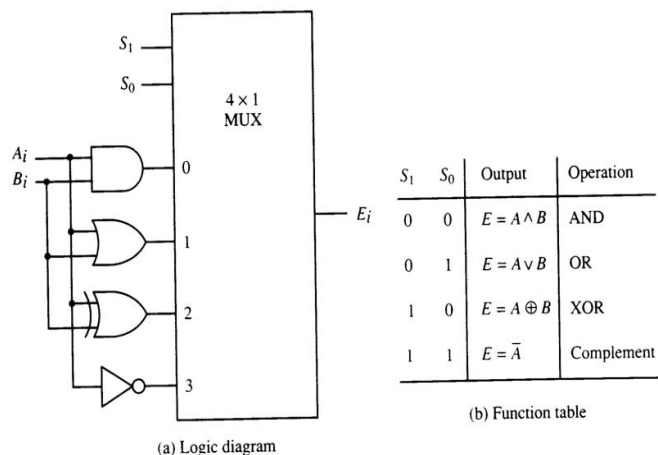 S₁
S₀
4 × 1
MUX
Aᵢ
Bᵢ
0
1
2
3
Eᵢ
(a) Logic diagram
S₁ S₀ Output Operation
0 0 E = A ∧ B AND
0 1 E = A ∨ B OR
1 0 E = A ⊕ B XOR
1 1 E = A̅ Complement
(b) Function table